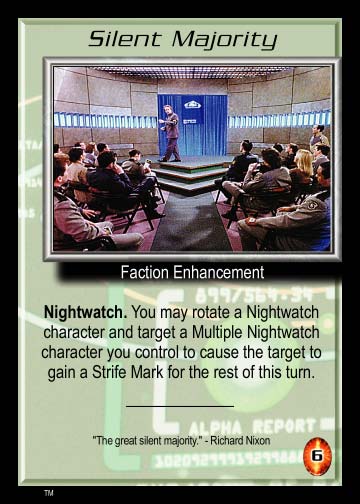 Silent Majority
Faction Enhancement
Nightwatch. You may rotate a Nightwatch
character and target a Multiple Nightwatch
character you control to cause the target to
gain a Strife Mark for the rest of this turn.
"The great silent majority." - Richard Nixon
6
ALPHA REPORT
TM